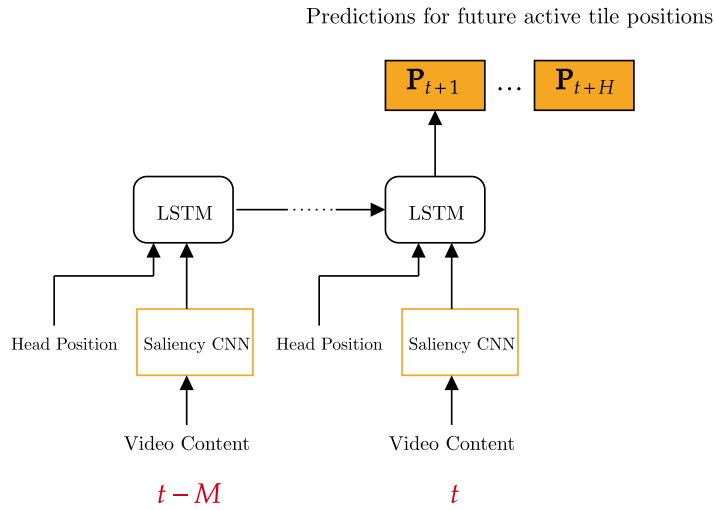 Predictions for future active tile positions
P_{t+1} ... P_{t+H}
LSTM ...... LSTM
Head Position Saliency CNN Head Position Saliency CNN
Video Content Video Content
t − M t